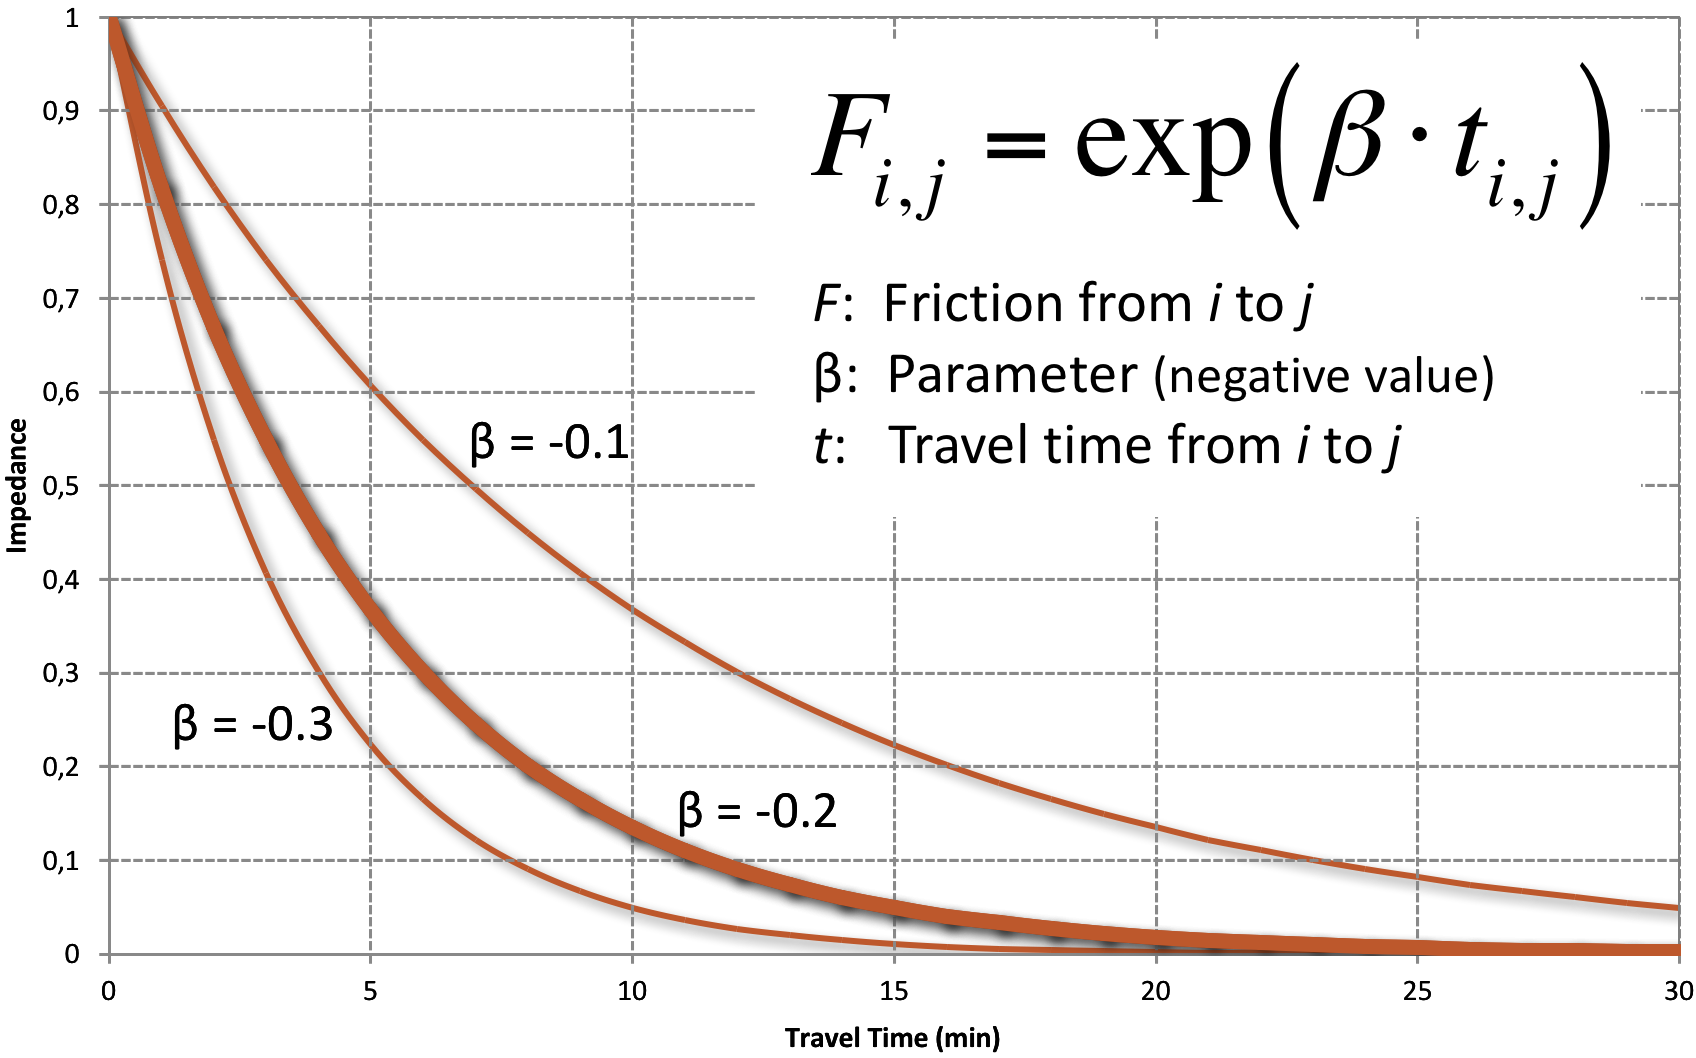 1
0,9
0,8
0,7
0,6
0,5
0,4
0,3
0,2
0,1
0
Impedance
F_{i,j} = exp(β · t_{i,j})
F: Friction from i to j
β: Parameter (negative value)
t: Travel time from i to j
β = -0.1
β = -0.3
β = -0.2
0 5 10 15 20 25 30
Travel Time (min)